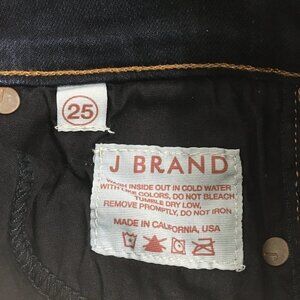 25
J BRAND
WASH INSIDE OUT IN COLD WATER
WITH LIKE COLORS, DO NOT BLEACH
TUMBLE DRY LOW,
REMOVE PROMPTLY, DO NOT IRON
MADE IN CALIFORNIA, USA